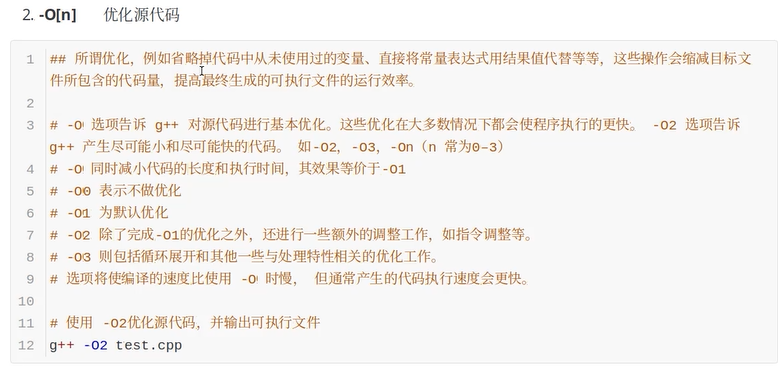 2. -O[n]  优化源代码
1 ## 所谓优化，例如省略掉代码中从未使用过的变量、直接将常量表达式用结果值代替等等，这些操作会缩减目标文
件所包含的代码量，提高最终生成的可执行文件的运行效率。
2
3 # -O 选项告诉 g++ 对源代码进行基本优化。这些优化在大多数情况下都会使程序执行的更快。 -O2 选项告诉
g++ 产生尽可能小和尽可能快的代码。 如-O2，-O3，-On（n 常为0–3）
4 # -O 同时减小代码的长度和执行时间，其效果等价于-O1
5 # -O0 表示不做优化
6 # -O1 为默认优化
7 # -O2 除了完成-O1的优化之外，还进行一些额外的调整工作，如指令调整等。
8 # -O3 则包括循环展开和其他一些与处理特性相关的优化工作。
9 # 选项将使编译的速度比使用 -O 时慢， 但通常产生的代码执行速度会更快。
10
11 # 使用 -O2优化源代码，并输出可执行文件
12 g++ -O2 test.cpp